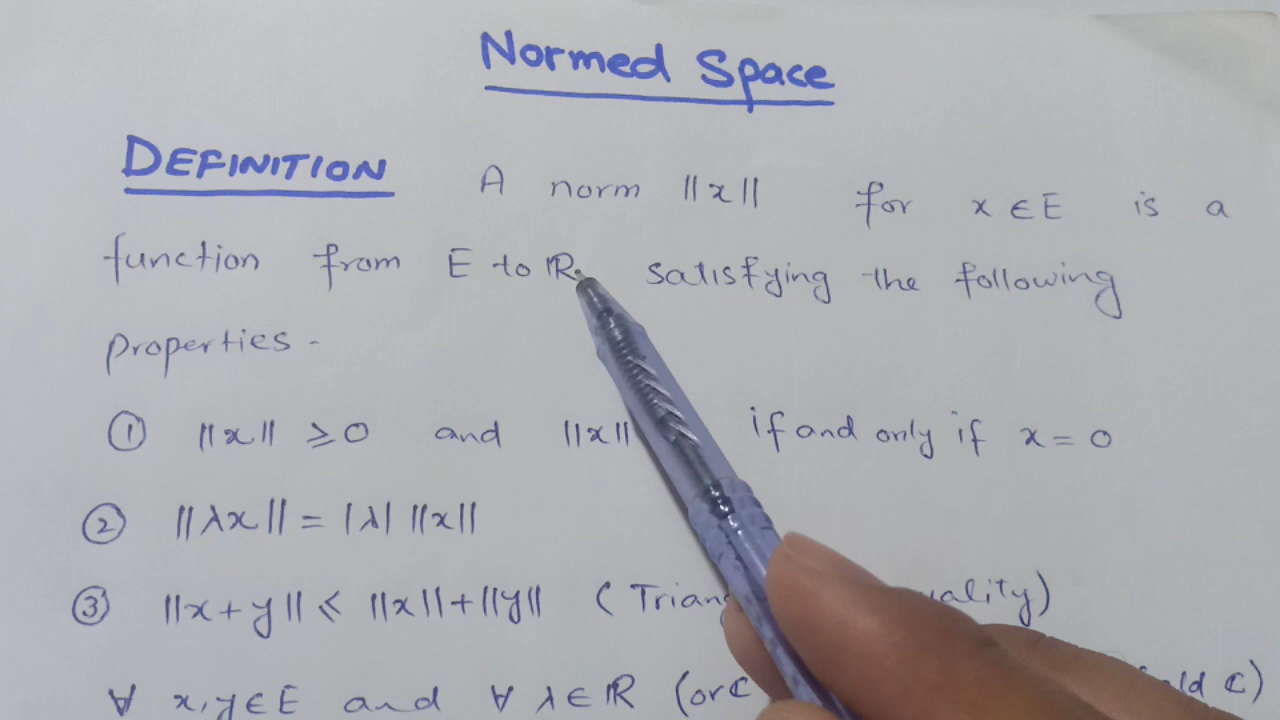 Normed Space
DEFINITION A norm ||x|| for x ∈ E is a
function from E to ℝ satisfying the following
properties.
① ||x|| ⩾ 0 and ||x|| if and only if x = 0
② ||λx|| = |λ| ||x||
③ ||x + y|| ⩽ ||x|| + ||y|| (
∀ x, y ∈ E and ∀ λ ∈ ℝ (or ℂ ℂ)